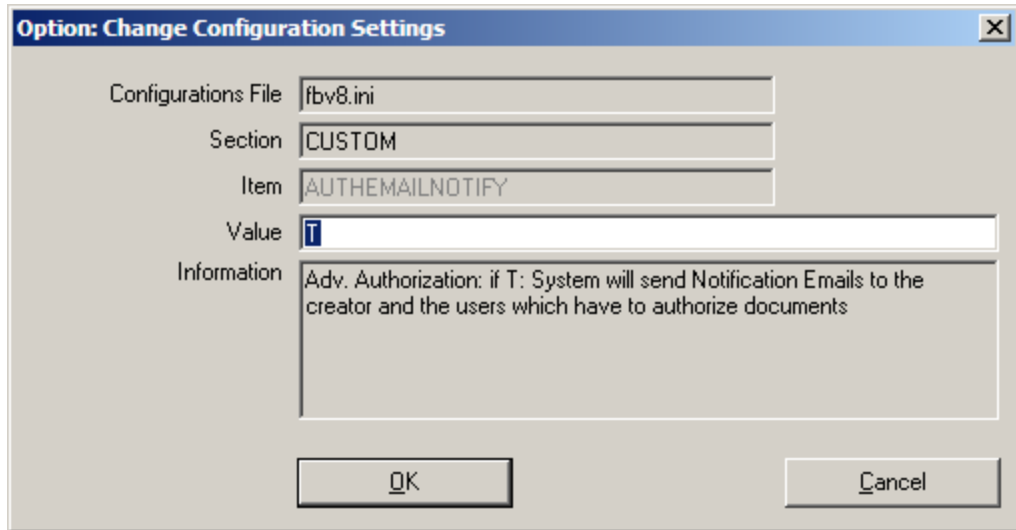 Option: Change Configuration Settings
Configurations File fbv8.ini
Section CUSTOM
Item AUTHEMAILNOTIFY
Value T
Information Adv. Authorization: if T: System will send Notification Emails to the
creator and the users which have to authorize documents
OK Cancel